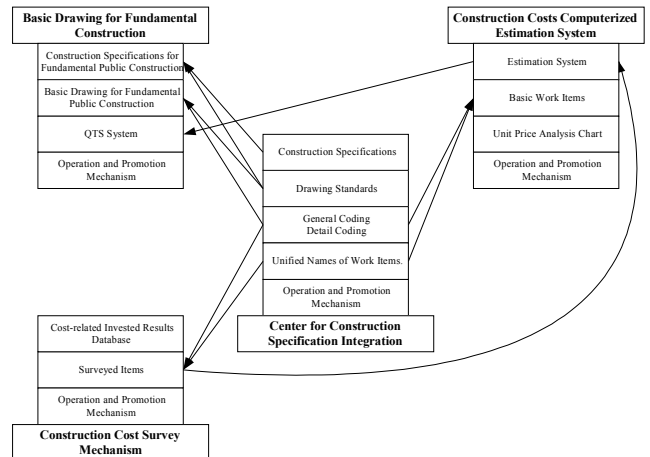 Basic Drawing for Fundamental
Construction
Construction Specifications for
Fundamental Public Construction
Basic Drawing for Fundamental
Public Construction
QTS System
Operation and Promotion
Mechanism
Construction Costs Computerized
Estimation System
Estimation System
Basic Work Items
Unit Price Analysis Chart
Operation and Promotion
Mechanism
Construction Specifications
Drawing Standards
General Coding
Detail Coding
Unified Names of Work Items.
Operation and Promotion
Mechanism
Center for Construction
Specification Integration
Cost-related Invested Results
Database
Surveyed Items
Operation and Promotion
Mechanism
Construction Cost Survey
Mechanism